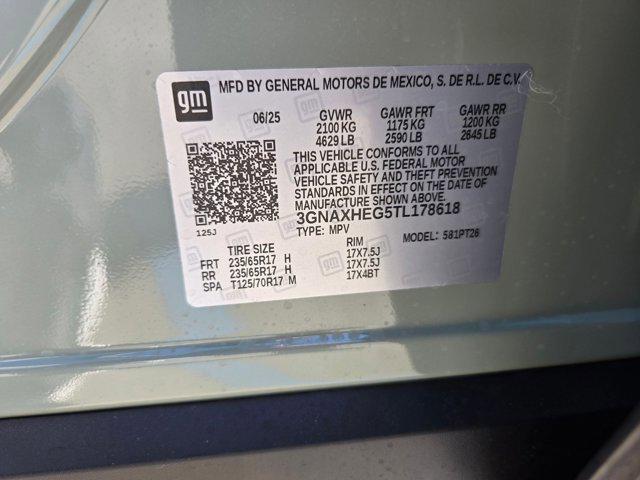 gm MFD BY GENERAL MOTORS DE MEXICO, S. DE R.L. DE C.V.
06/25 GVWR GAWR FRT GAWR RR
2100 KG 1175 KG 1200 KG
4629 LB 2590 LB 2645 LB
THIS VEHICLE CONFORMS TO ALL
APPLICABLE U.S. FEDERAL MOTOR
VEHICLE SAFETY AND THEFT PREVENTION
STANDARDS IN EFFECT ON THE DATE OF
MANUFACTURE SHOWN ABOVE.
3GNAXHEG5TL178618
125J TYPE: MPV MODEL: 581PT26
TIRE SIZE RIM
FRT 235/65R17 H 17X7.5J
RR 235/65R17 H 17X7.5J
SPA T125/70R17 M 17X4BT